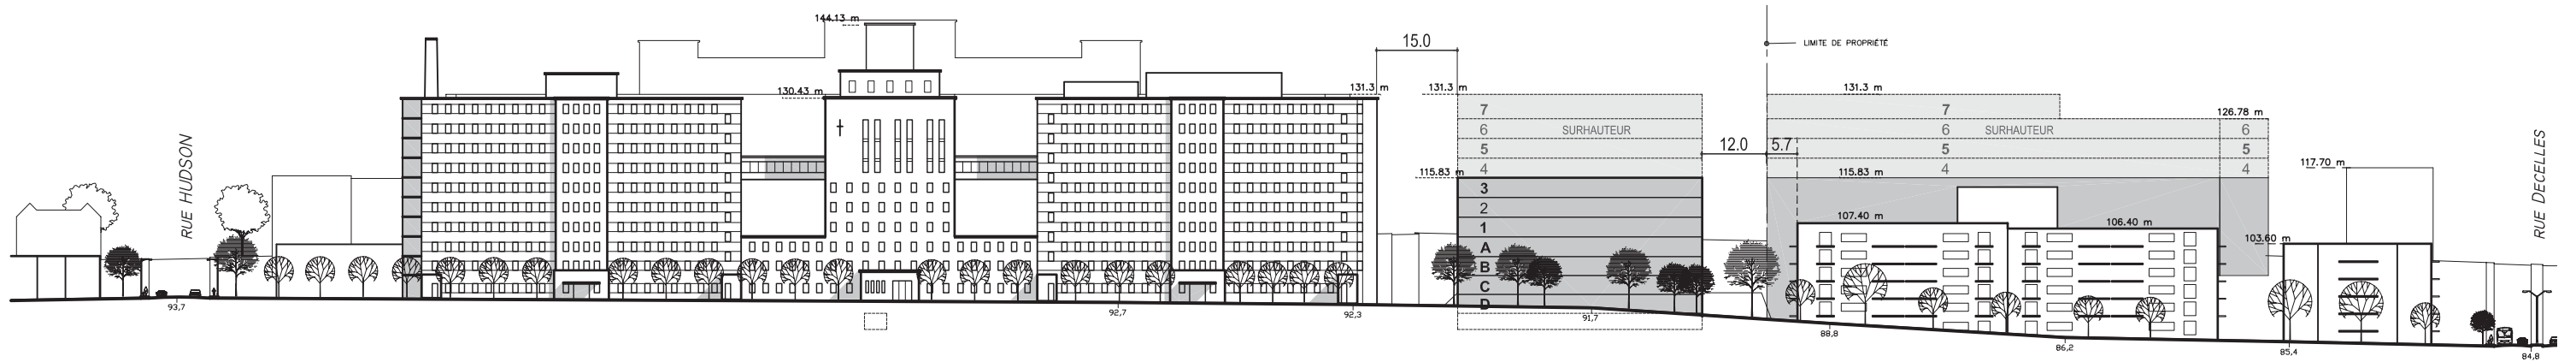 144.13 m
LIMITE DE PROPRIÉTÉ
15.0
130.43 m
131.3 m
131.3 m
131.3 m
7
7
126.78 m
6
SURHAUTEUR
6
SURHAUTEUR
6
5
12.0
5.7
5
5
4
4
4
117.70 m
115.83 m
115.83 m
3
2
1
107.40 m
106.40 m
A
103.60 m
B
C
D
RUE HUDSON
RUE DECELLES
93,7
92,7
92,3
91,7
88,8
86,2
85,4
84,8